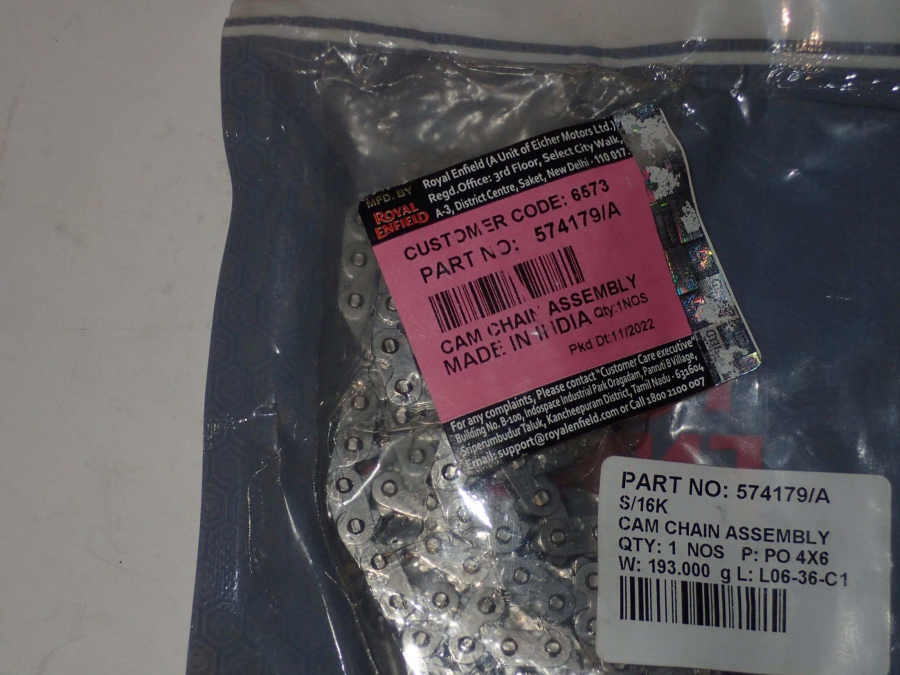 MFD. BY
ROYAL
ENFIELD
Royal Enfield (A Unit of Eicher Motors Ltd.)
Regd.Office: 3rd Floor, Select City Walk,
A-3, District Centre, Saket, New Delhi - 110 017.
CUSTOMER CODE: 6573
PART NO: 574179/A
CAM CHAIN ASSEMBLY
MADE IN INDIA Qty:1NOS
Pkd Dt:11/2022
For any complaints, Please contact "Customer Care executive"
Building No. B-100, Indospace Industrial Park Oragadam, Panruti B Village,
Sriperumbudur Taluk, Kancheepuram District, Tamil Nadu - 631604
Email: support@royalenfield.com or Call 1800 2100 007
PART NO: 574179/A
S/16K
CAM CHAIN ASSEMBLY
QTY: 1 NOS P: PO 4X6
W: 193.000 g L: L06-36-C1